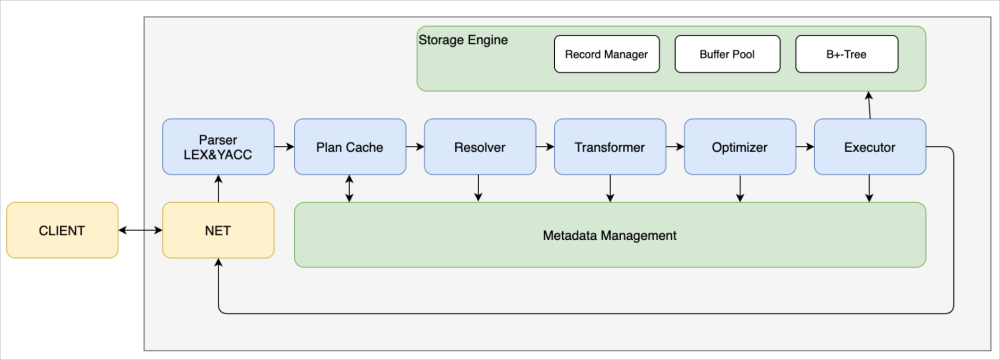 Storage Engine
Record Manager
Buffer Pool
B+-Tree
Parser
LEX&YACC
Plan Cache
Resolver
Transformer
Optimizer
Executor
CLIENT
NET
Metadata Management